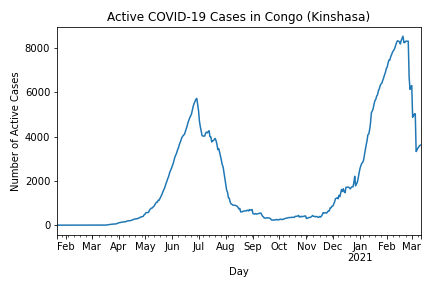 Active COVID-19 Cases in Congo (Kinshasa)
Number of Active Cases
8000
6000
4000
2000
0
Feb Mar Apr May Jun Jul Aug Sep Oct Nov Dec Jan Feb Mar
2021
Day